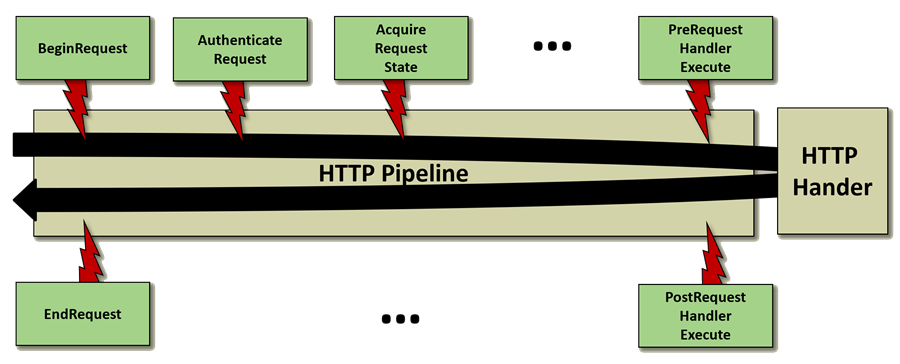 BeginRequest
Authenticate
Request
Acquire
Request
State
...
PreRequest
Handler
Execute
HTTP Pipeline
HTTP
Hander
EndRequest
...
PostRequest
Handler
Execute